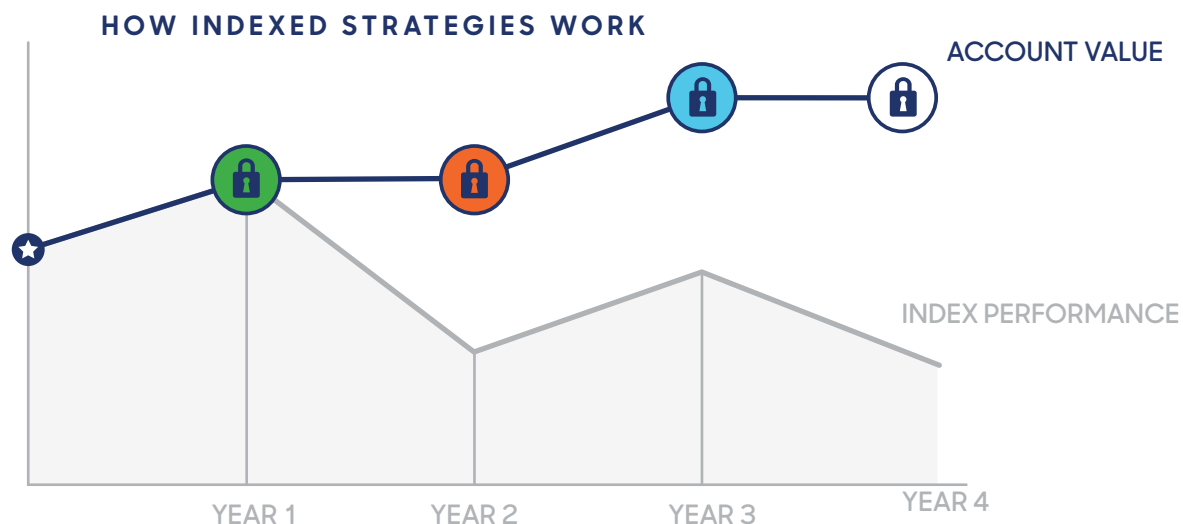 HOW INDEXED STRATEGIES WORK
ACCOUNT VALUE
INDEX PERFORMANCE
YEAR 1
YEAR 2
YEAR 3
YEAR 4